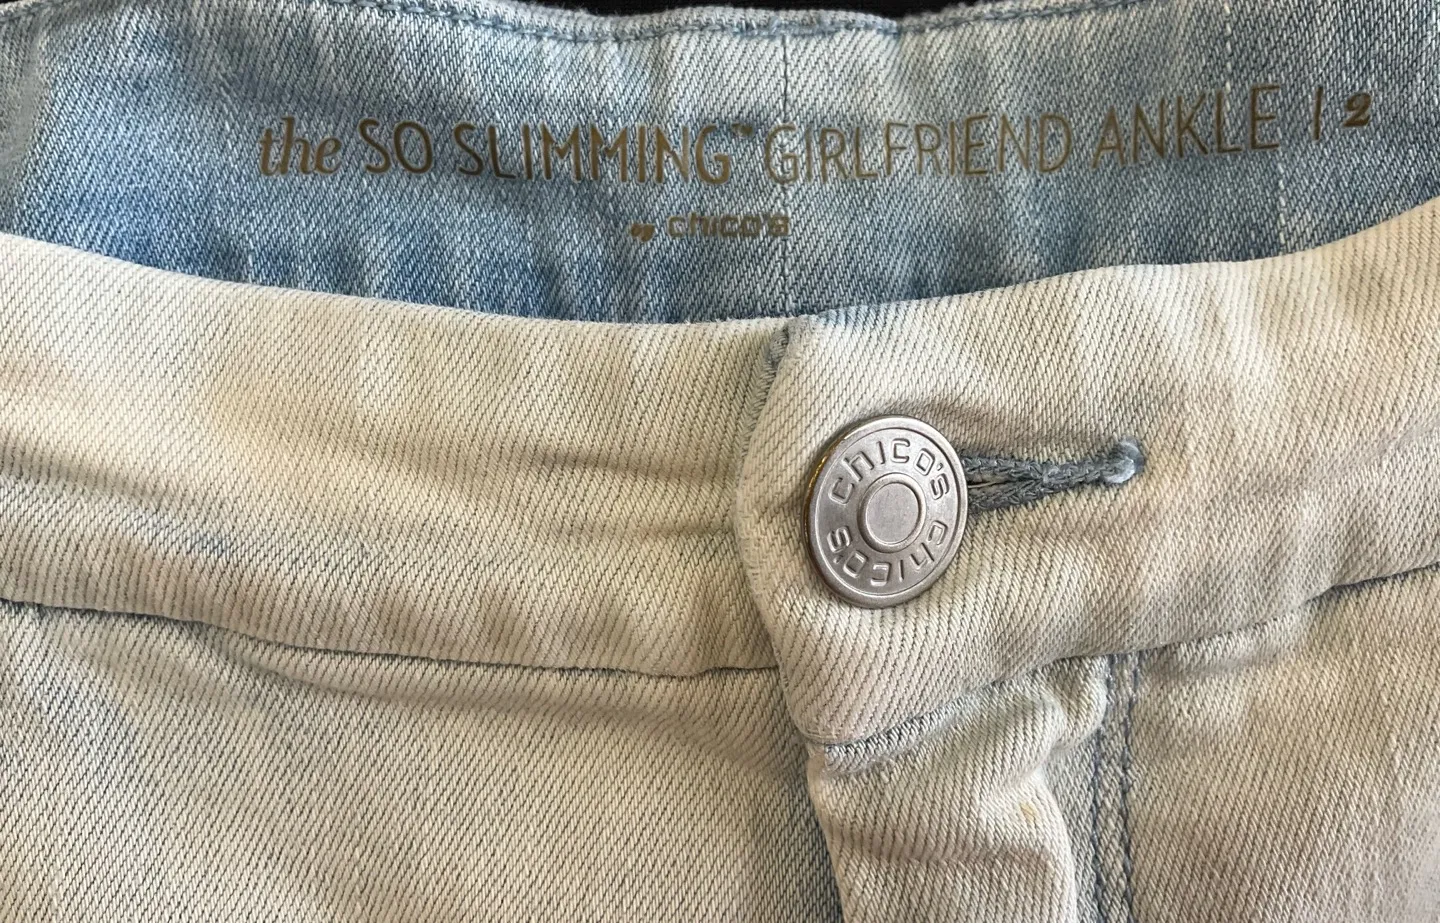 the SO SLIMMING™ GIRLFRIEND ANKLE | 2
by chico's
chico's chico's